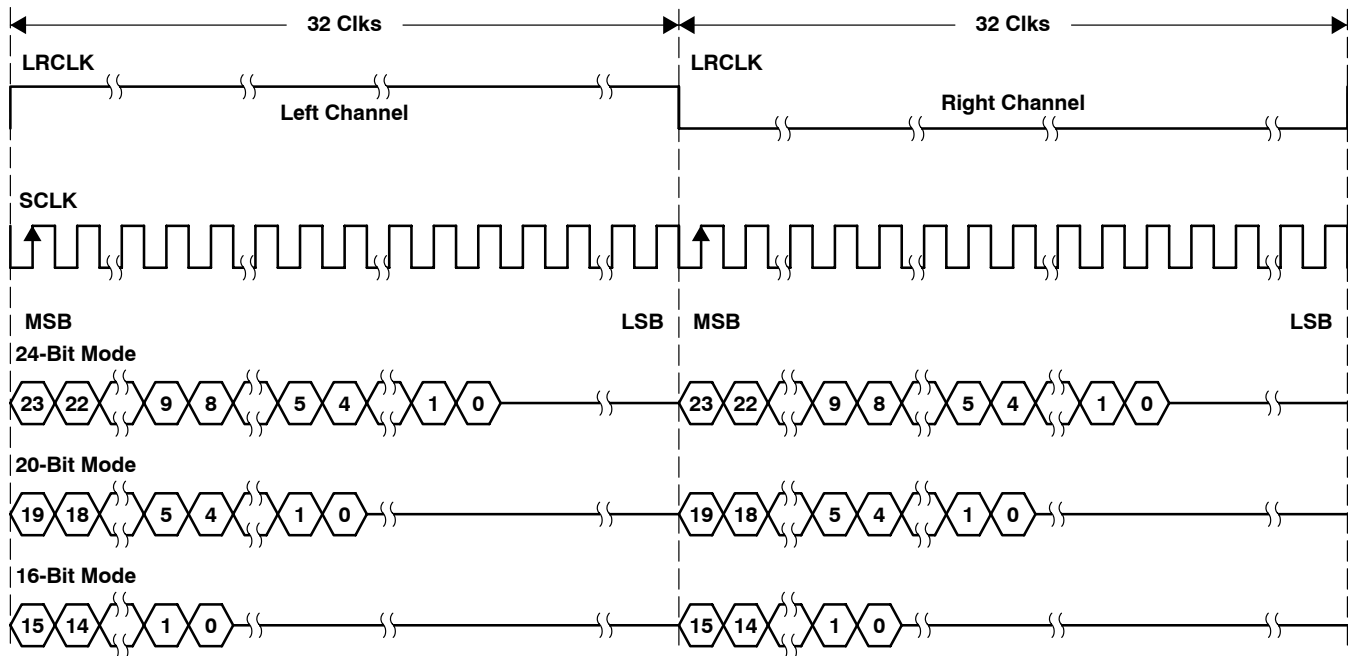 32 Clks 32 Clks
LRCLK LRCLK
Left Channel Right Channel
SCLK
MSB LSB MSB LSB
24-Bit Mode
23 22 9 8 5 4 1 0 23 22 9 8 5 4 1 0
20-Bit Mode
19 18 5 4 1 0 19 18 5 4 1 0
16-Bit Mode
15 14 1 0 15 14 1 0